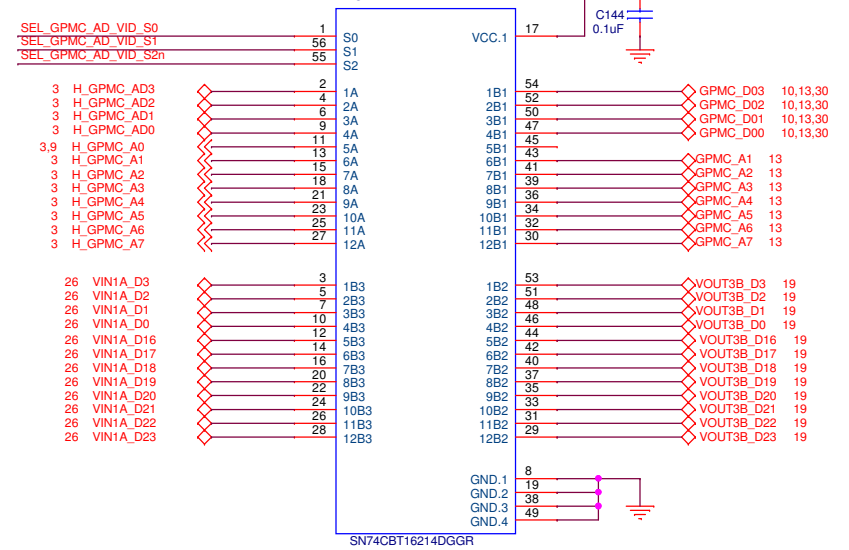 C144
0.1uF
SEL_GPMC_AD_VID_S0 1 S0 VCC.1 17
SEL_GPMC_AD_VID_S1 56 S1
SEL_GPMC_AD_VID_S2n 55 S2
3 H_GPMC_AD3 2 1A 1B1 54 GPMC_D03 10,13,30
3 H_GPMC_AD2 4 2A 2B1 52 GPMC_D02 10,13,30
3 H_GPMC_AD1 6 3A 3B1 50 GPMC_D01 10,13,30
3 H_GPMC_AD0 9 4A 4B1 47 GPMC_D00 10,13,30
3,9 H_GPMC_A0 11 5A 5B1 45
3 H_GPMC_A1 13 6A 6B1 43 GPMC_A1 13
3 H_GPMC_A2 15 7A 7B1 41 GPMC_A2 13
3 H_GPMC_A3 18 8A 8B1 39 GPMC_A3 13
3 H_GPMC_A4 21 9A 9B1 36 GPMC_A4 13
3 H_GPMC_A5 23 10A 10B1 34 GPMC_A5 13
3 H_GPMC_A6 25 11A 11B1 32 GPMC_A6 13
3 H_GPMC_A7 27 12A 12B1 30 GPMC_A7 13
26 VIN1A_D3 3 1B3 1B2 53 VOUT3B_D3 19
26 VIN1A_D2 5 2B3 2B2 51 VOUT3B_D2 19
26 VIN1A_D1 7 3B3 3B2 48 VOUT3B_D1 19
26 VIN1A_D0 10 4B3 4B2 46 VOUT3B_D0 19
26 VIN1A_D16 12 5B3 5B2 44 VOUT3B_D16 19
26 VIN1A_D17 14 6B3 6B2 42 VOUT3B_D17 19
26 VIN1A_D18 16 7B3 7B2 40 VOUT3B_D18 19
26 VIN1A_D19 20 8B3 8B2 37 VOUT3B_D19 19
26 VIN1A_D20 22 9B3 9B2 35 VOUT3B_D20 19
26 VIN1A_D21 24 10B3 10B2 33 VOUT3B_D21 19
26 VIN1A_D22 26 11B3 11B2 31 VOUT3B_D22 19
26 VIN1A_D23 28 12B3 12B2 29 VOUT3B_D23 19
GND.1 8
GND.2 19
GND.3 38
GND.4 49
SN74CBT16214DGGR